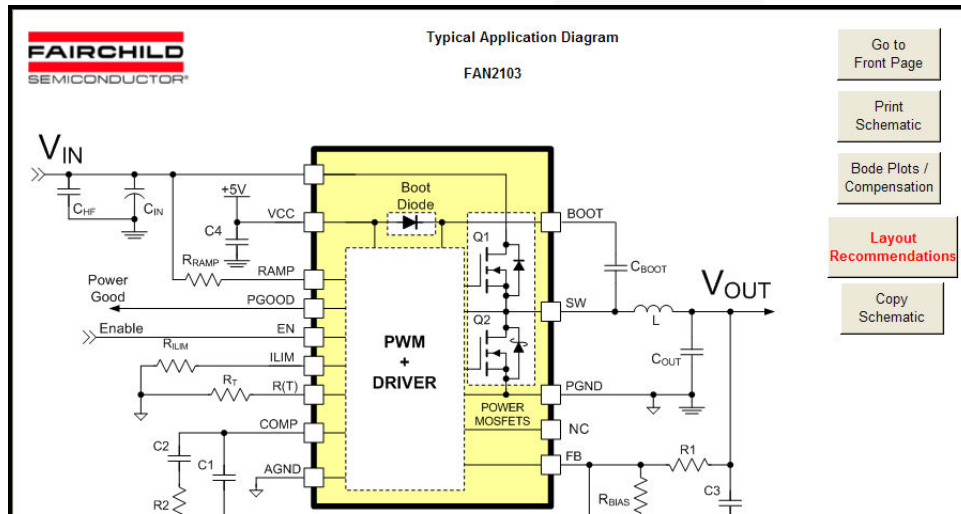 FAIRCHILD
SEMICONDUCTOR®
Typical Application Diagram
FAN2103
Go to
Front Page
Print
Schematic
Bode Plots /
Compensation
Layout
Recommendations
Copy
Schematic
VIN
CHF
CIN
+5V
VCC
C4
RRAMP
RAMP
Power
Good
PGOOD
Enable
EN
RILIM
ILIM
RT
R(T)
COMP
C2
C1
AGND
R2
Boot
Diode
Q1
Q2
PWM
+
DRIVER
POWER
MOSFETS
BOOT
CBOOT
SW
L
VOUT
COUT
PGND
NC
FB
R1
RBIAS
C3